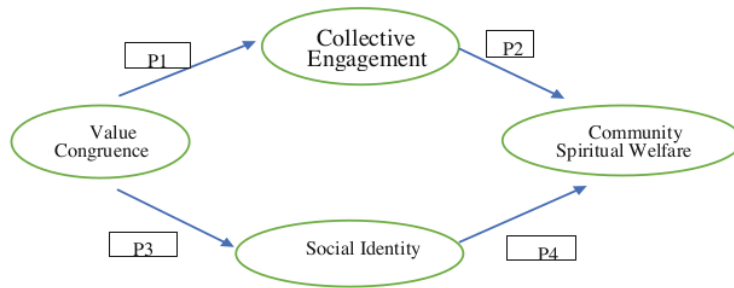 Collective
Engagement
P1
P2
Value
Congruence
Community
Spiritual Welfare
P3
Social Identity
P4